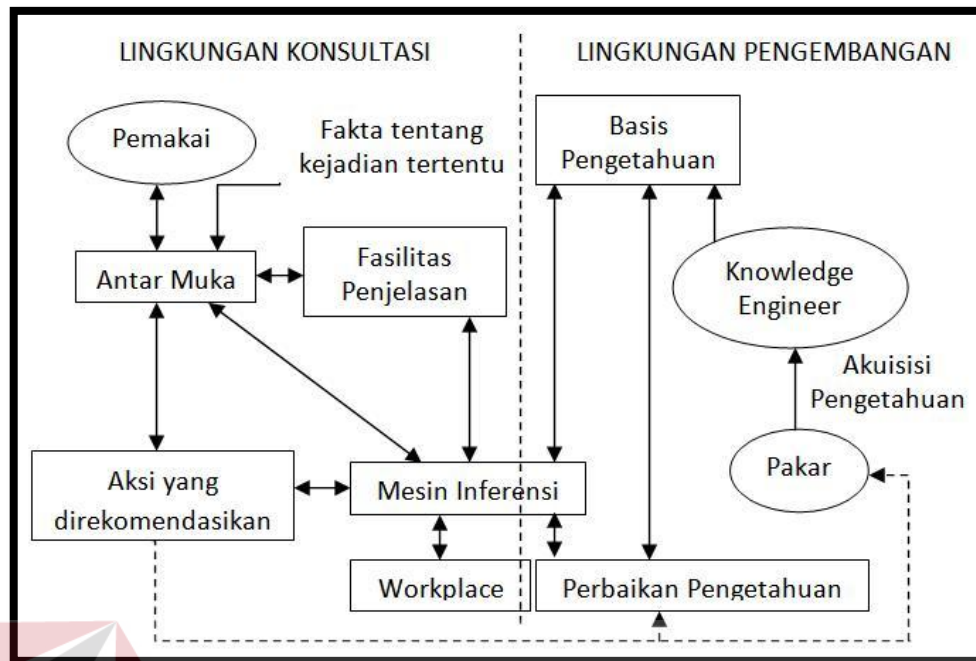 LINGKUNGAN KONSULTASI
LINGKUNGAN PENGEMBANGAN
Pemakai
Fakta tentang
kejadian tertentu
Basis
Pengetahuan
Antar Muka
Fasilitas
Penjelasan
Knowledge
Engineer
Akuisisi
Pengetahuan
Aksi yang
direkomendasikan
Mesin Inferensi
Pakar
Workplace
Perbaikan Pengetahuan